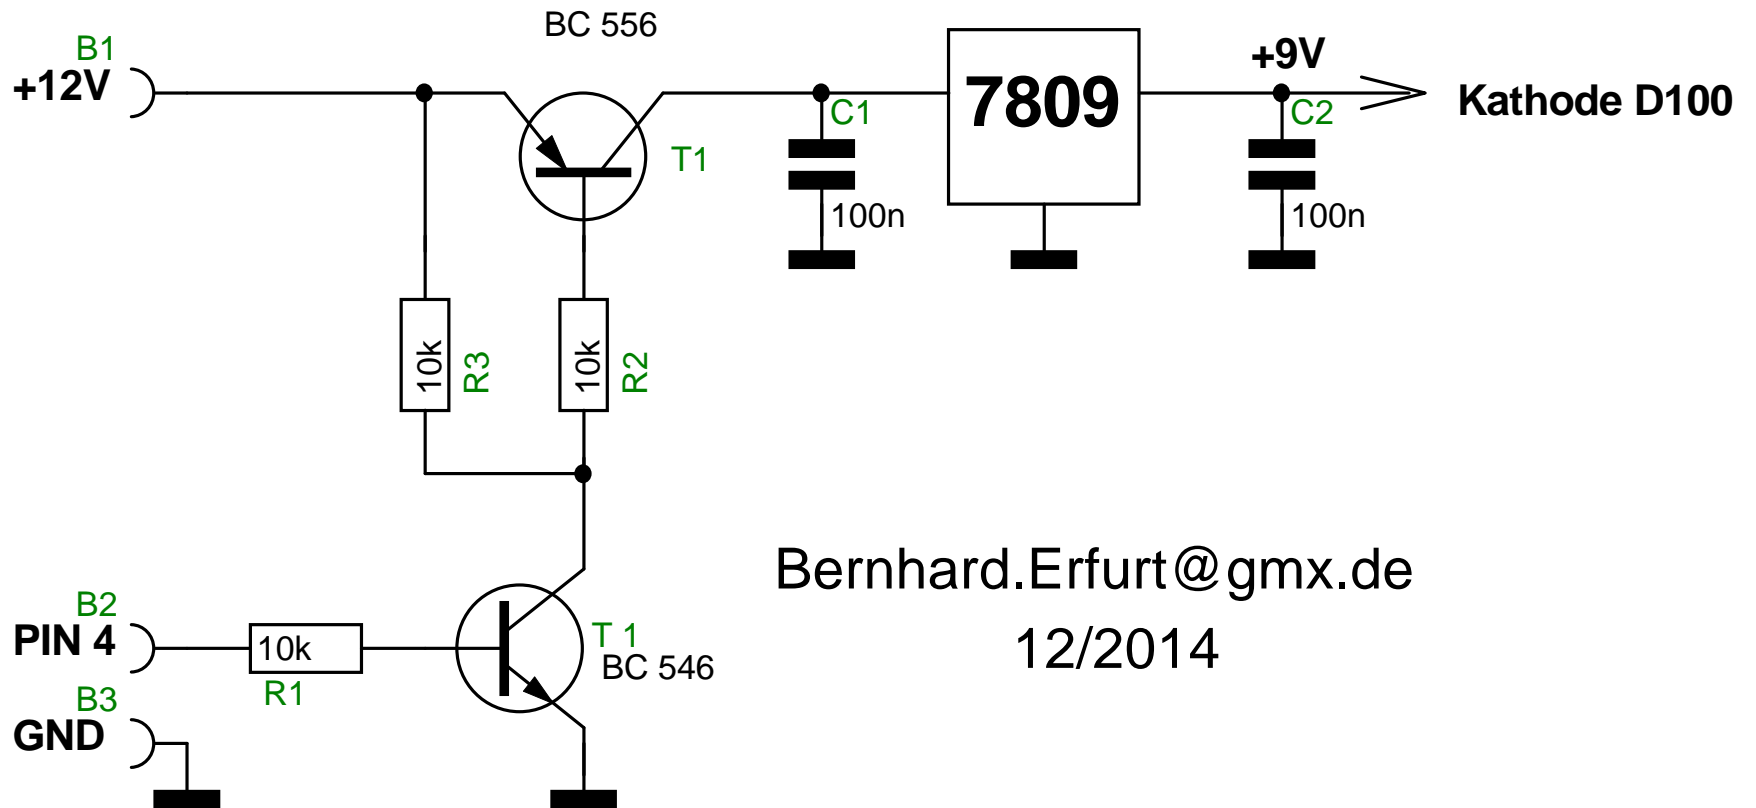 BC 556
B1
+12V
7809
+9V
Kathode D100
C1
C2
T1
100n
100n
10k
R3
10k
R2
Bernhard.Erfurt@gmx.de
12/2014
B2
PIN 4
10k
R1
T 1
BC 546
B3
GND